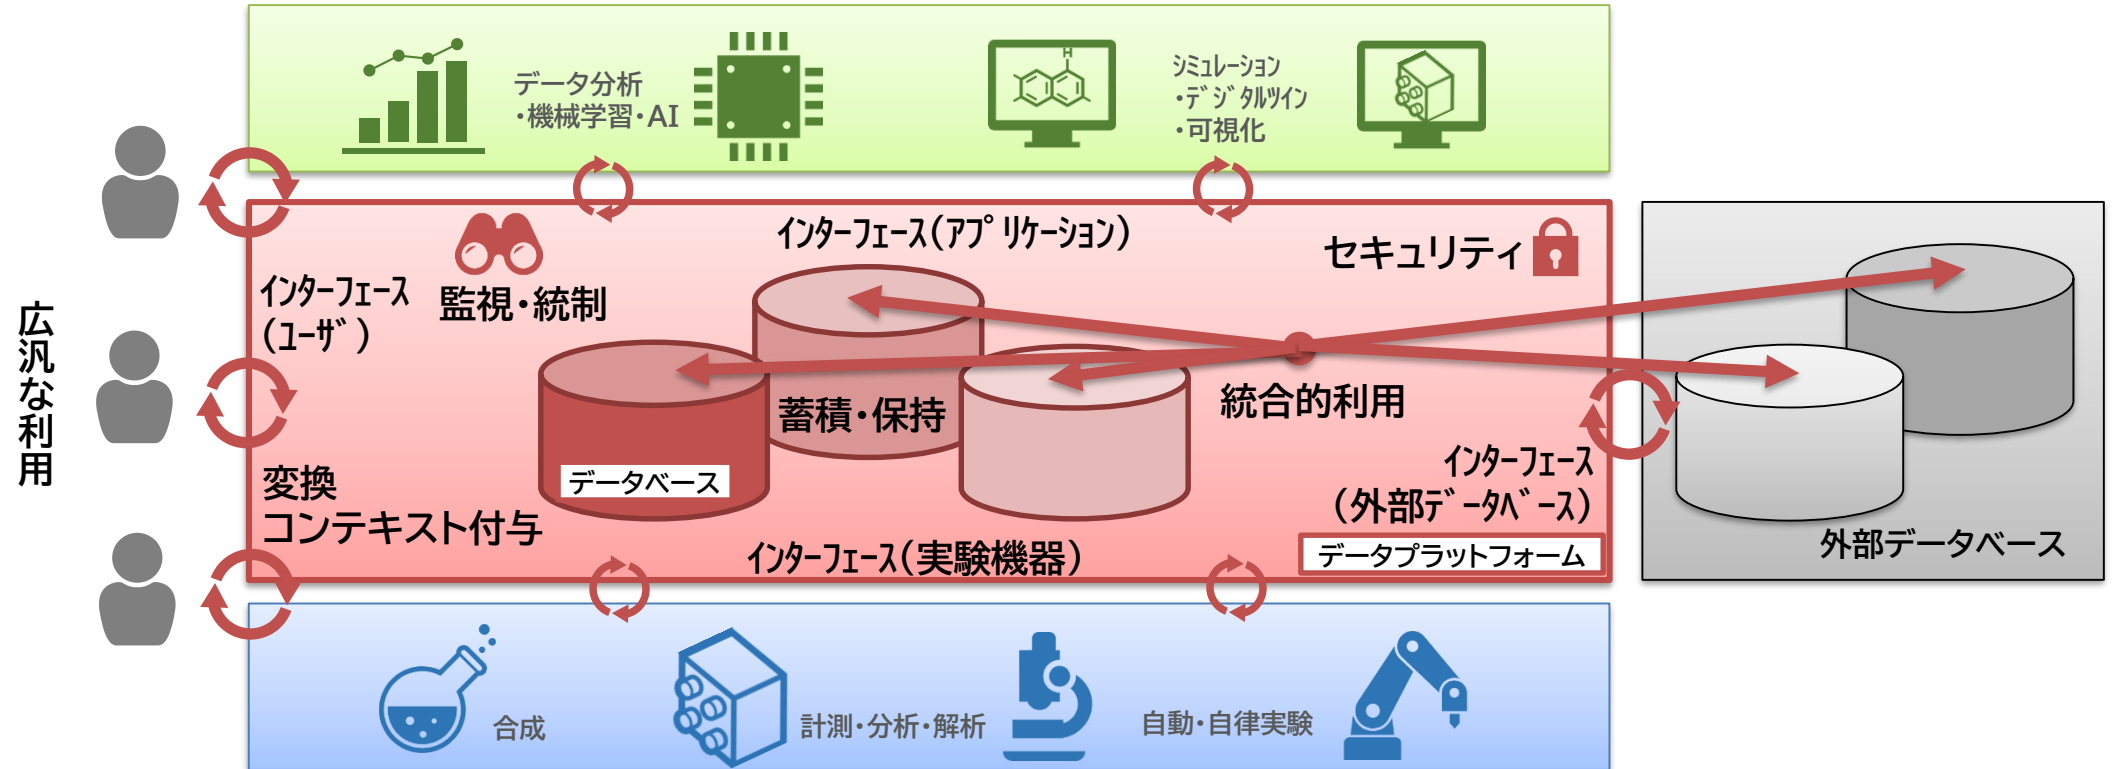 データ分析
・機械学習・AI
シミュレーション
・デジタルツイン
・可視化
H
広汎な利用
インターフェース(アプリケーション)
セキュリティ
インターフェース
(ユーザ)
監視・統制
蓄積・保持
統合的利用
データベース
変換
コンテキスト付与
インターフェース
(外部データベース)
インターフェース(実験機器)
データプラットフォーム
外部データベース
合成
計測・分析・解析
自動・自律実験